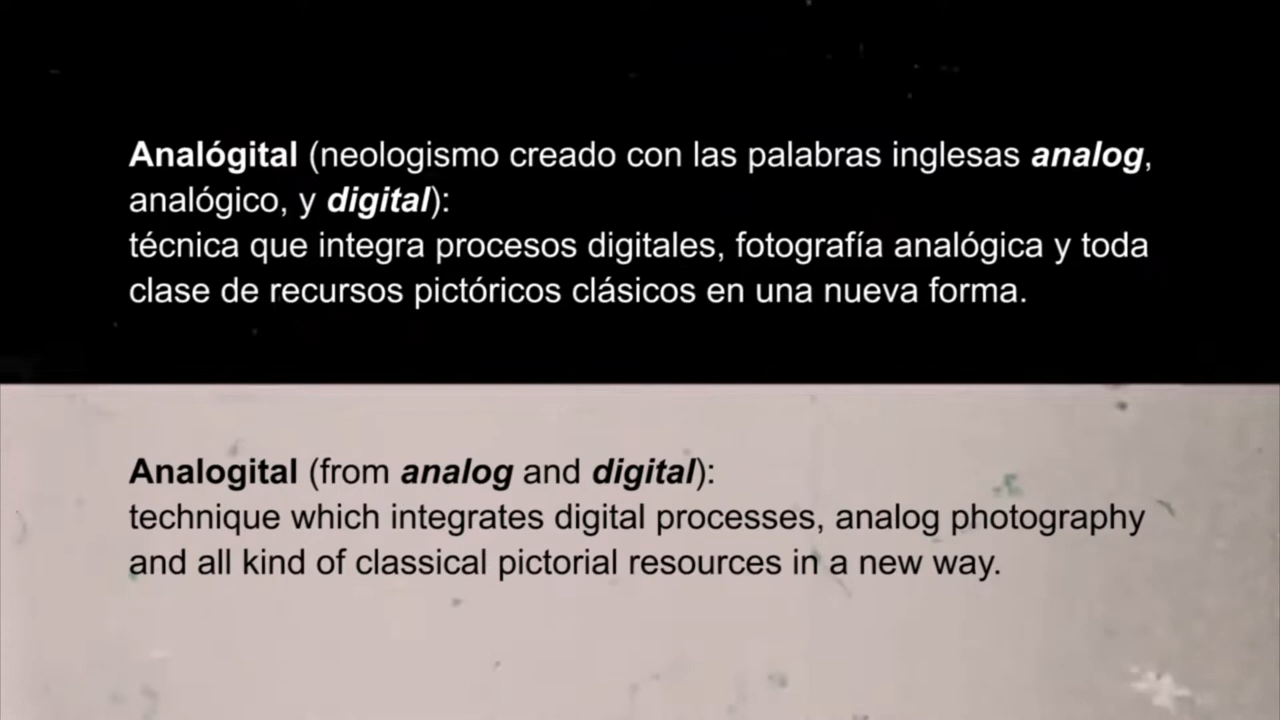 Analógital (neologismo creado con las palabras inglesas analog,
analógico, y digital):
técnica que integra procesos digitales, fotografía analógica y toda
clase de recursos pictóricos clásicos en una nueva forma.
Analogital (from analog and digital):
technique which integrates digital processes, analog photography
and all kind of classical pictorial resources in a new way.